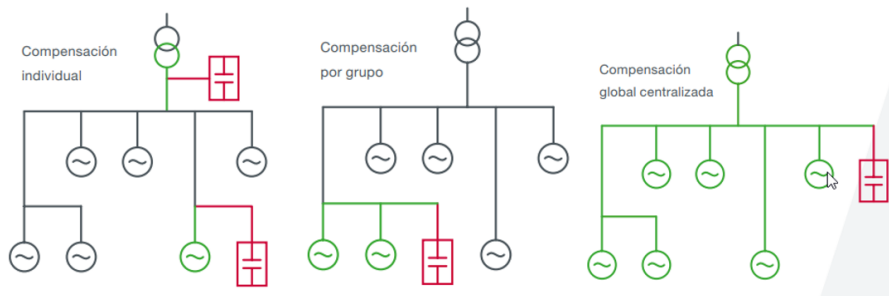 Compensación
individual
Compensación
por grupo
Compensación
global centralizada